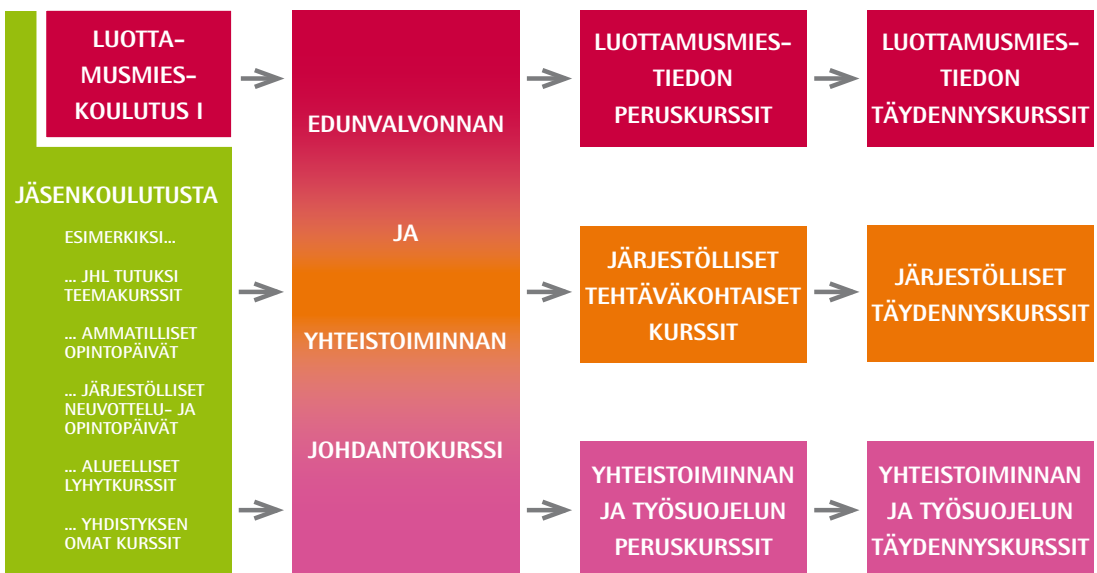 LUOTTA-
MUSMIES-
KOULUTUS I
JÄSENKOULUTUSTA
ESIMERKIKSI...
... JHL TUTUKSI
TEEMAKURSSIT
... AMMATILLISET
OPINTOPÄIVÄT
... JÄRJESTÖLLISET
NEUVOTTELU- JA
OPINTOPÄIVÄT
... ALUEELLISET
LYHYTKURSSIT
... YHDISTYKSEN
OMAT KURSSIT
EDUNVALVONNAN
JA
YHTEISTOIMINNAN
JOHDANTOKURSSI
LUOTTAMUSMIES-
TIEDON
PERUSKURSSIT
LUOTTAMUSMIES-
TIEDON
TÄYDENNYSKURSSIT
JÄRJESTÖLLISET
TEHTÄVÄKOHTAISET
KURSSIT
JÄRJESTÖLLISET
TÄYDENNYSKURSSIT
YHTEISTOIMINNAN
JA TYÖSUOJELUN
PERUSKURSSIT
YHTEISTOIMINNAN
JA TYÖSUOJELUN
TÄYDENNYSKURSSIT